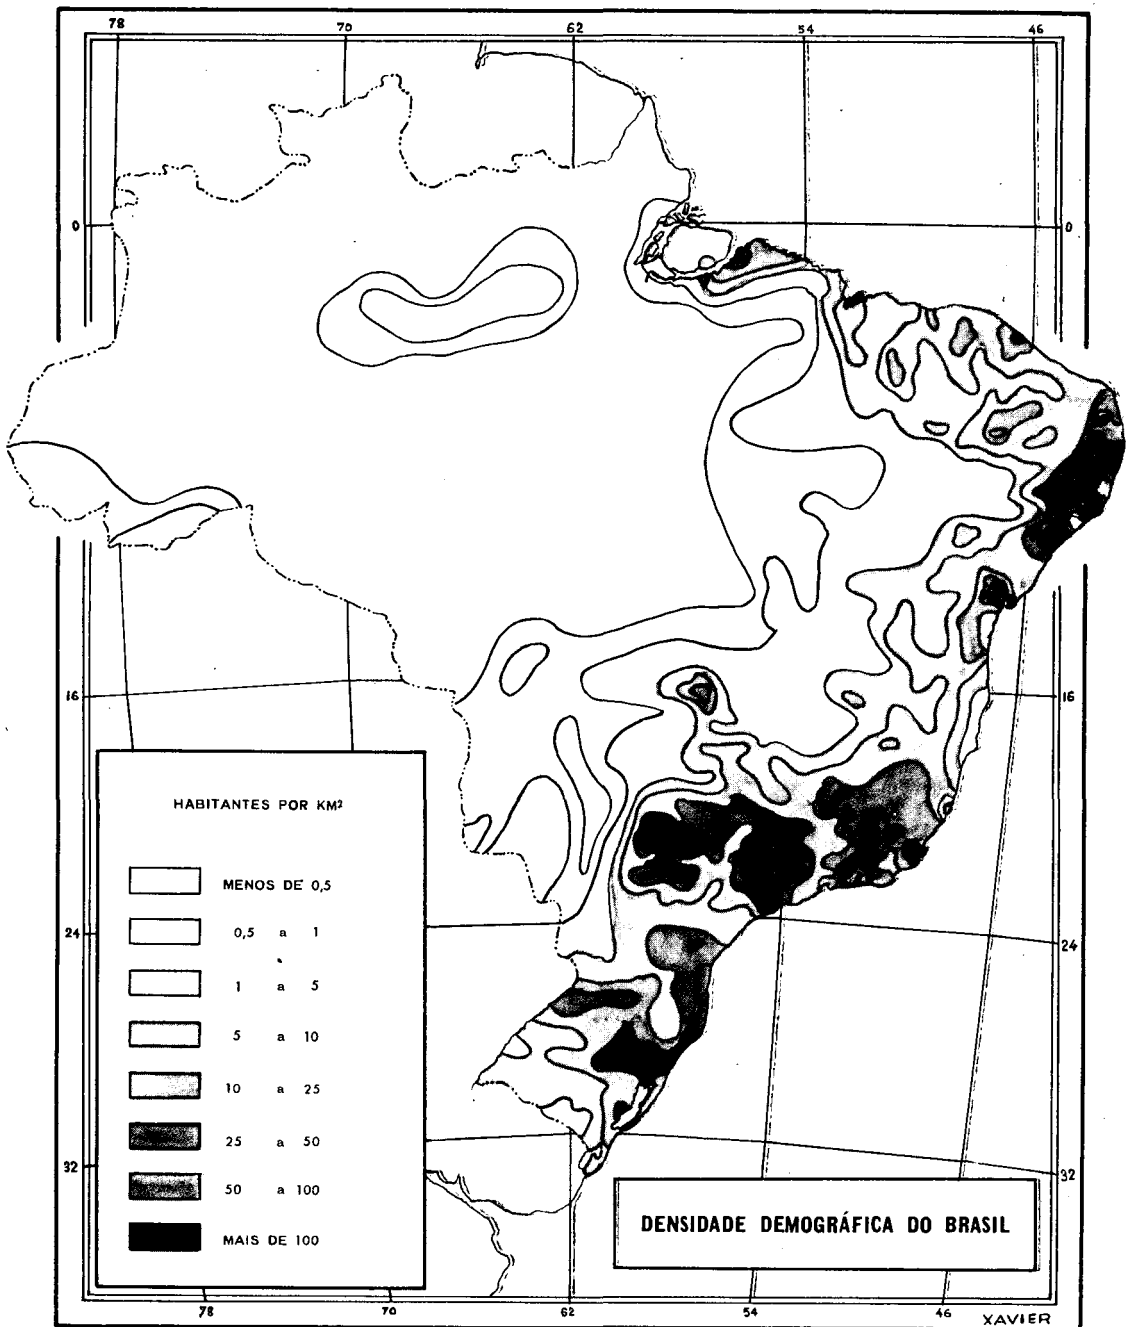 78 70 62 54 46
0 0
16 16
HABITANTES POR KM²
MENOS DE 0,5
0,5 a 1
1 a 5
5 a 10
10 a 25
25 a 50
50 a 100
MAIS DE 100
24 24
32 32
DENSIDADE DEMOGRÁFICA DO BRASIL
78 70 62 54 46
XAVIER